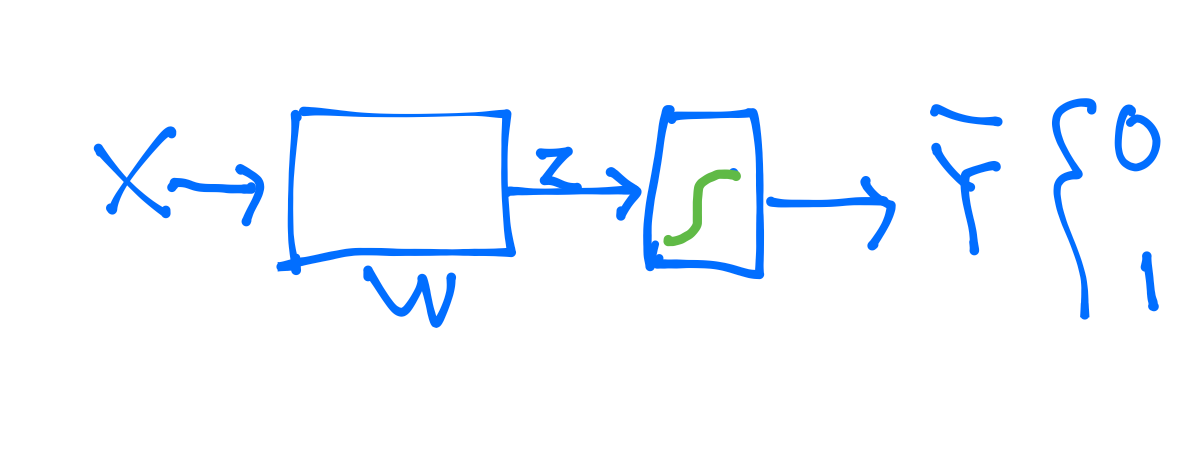 X → z → ∫ → Y̅ { 0
1
W